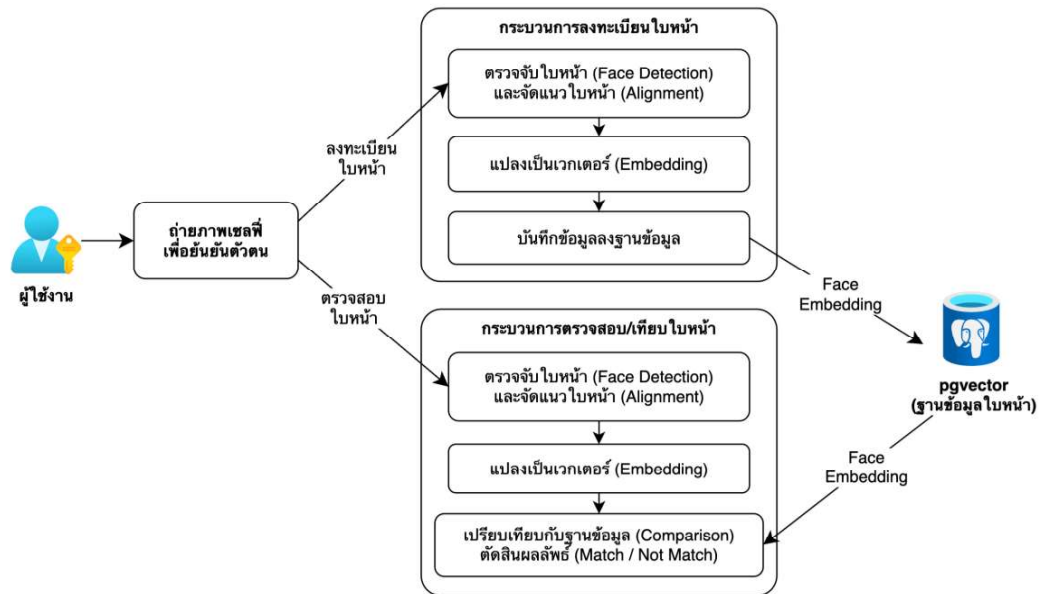 กระบวนการลงทะเบียนใบหน้า
ตรวจจับใบหน้า (Face Detection)
และจัดแนวใบหน้า (Alignment)
ลงทะเบียน
ใบหน้า
แปลงเป็นเวกเตอร์ (Embedding)
ถ่ายภาพเซลฟี่
เพื่อยืนยันตัวตน
บันทึกข้อมูลลงฐานข้อมูล
ผู้ใช้งาน
Face
Embedding
ตรวจสอบ
ใบหน้า
กระบวนการตรวจสอบ/เทียบใบหน้า
ตรวจจับใบหน้า (Face Detection)
และจัดแนวใบหน้า (Alignment)
pgvector
(ฐานข้อมูลใบหน้า)
แปลงเป็นเวกเตอร์ (Embedding)
Face
Embedding
เปรียบเทียบกับฐานข้อมูล (Comparison)
ตัดสินผลลัพธ์ (Match / Not Match)